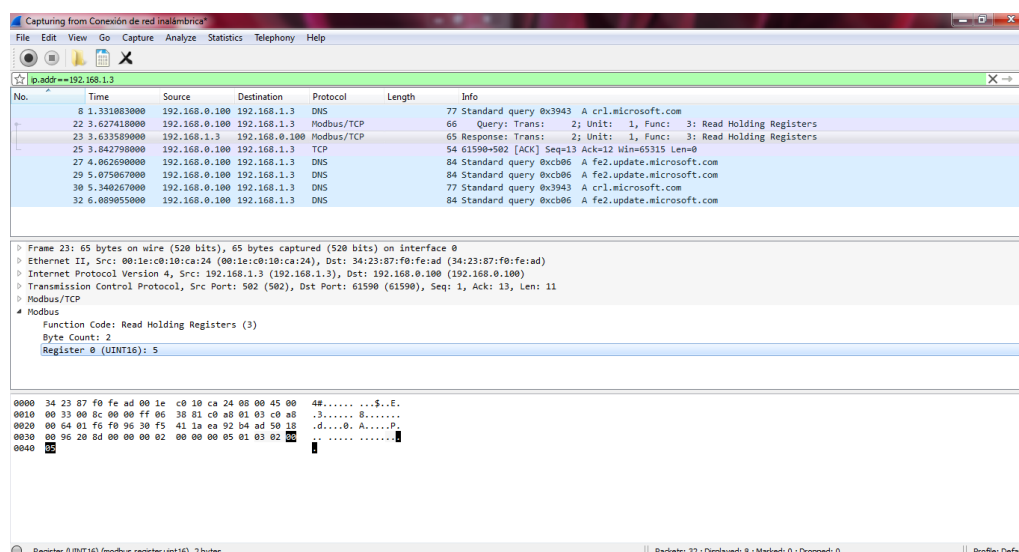 Capturing from Conexión de red inalámbrica*
File Edit View Go Capture Analyze Statistics Telephony Help
ip.addr==192.168.1.3
No. Time Source Destination Protocol Length Info
8 1.331083000 192.168.0.100 192.168.1.3 DNS 77 Standard query 0x3943 A crl.microsoft.com
22 3.627418000 192.168.0.100 192.168.1.3 Modbus/TCP 66 Query: Trans: 2; Unit: 1, Func: 3: Read Holding Registers
23 3.633589000 192.168.1.3 192.168.0.100 Modbus/TCP 65 Response: Trans: 2; Unit: 1, Func: 3: Read Holding Registers
25 3.842798000 192.168.0.100 192.168.1.3 TCP 54 61590→502 [ACK] Seq=13 Ack=12 Win=65315 Len=0
27 4.062690000 192.168.0.100 192.168.1.3 DNS 84 Standard query 0xcb06 A fe2.update.microsoft.com
29 5.075067000 192.168.0.100 192.168.1.3 DNS 84 Standard query 0xcb06 A fe2.update.microsoft.com
30 5.340267000 192.168.0.100 192.168.1.3 DNS 77 Standard query 0x3943 A crl.microsoft.com
32 6.089055000 192.168.0.100 192.168.1.3 DNS 84 Standard query 0xcb06 A fe2.update.microsoft.com
Frame 23: 65 bytes on wire (520 bits), 65 bytes captured (520 bits) on interface 0
Ethernet II, Src: 00:1e:c0:10:ca:24 (00:1e:c0:10:ca:24), Dst: 34:23:87:f0:fe:ad (34:23:87:f0:fe:ad)
Internet Protocol Version 4, Src: 192.168.1.3 (192.168.1.3), Dst: 192.168.0.100 (192.168.0.100)
Transmission Control Protocol, Src Port: 502 (502), Dst Port: 61590 (61590), Seq: 1, Ack: 13, Len: 11
Modbus/TCP
Modbus
Function Code: Read Holding Registers (3)
Byte Count: 2
Register 0 (UINT16): 5
0000 34 23 87 f0 fe ad 00 1e c0 10 ca 24 08 00 45 00 4#...... ...$..E.
0010 00 33 00 8c 00 00 ff 06 38 81 c0 a8 01 03 c0 a8 .3...... 8.......
0020 00 64 01 f6 f0 96 30 f5 41 1a ea 92 b4 ad 50 18 .d....0. A.....P.
0030 00 96 20 8d 00 00 00 02 00 00 00 05 01 03 02 00 .. ..... ........
0040 05 .
Register (UINT16) (modbus.register.uint16), 2 bytes Packets: 32 · Displayed: 9 · Marked: 0 · Dropped: 0 Profile: Defa